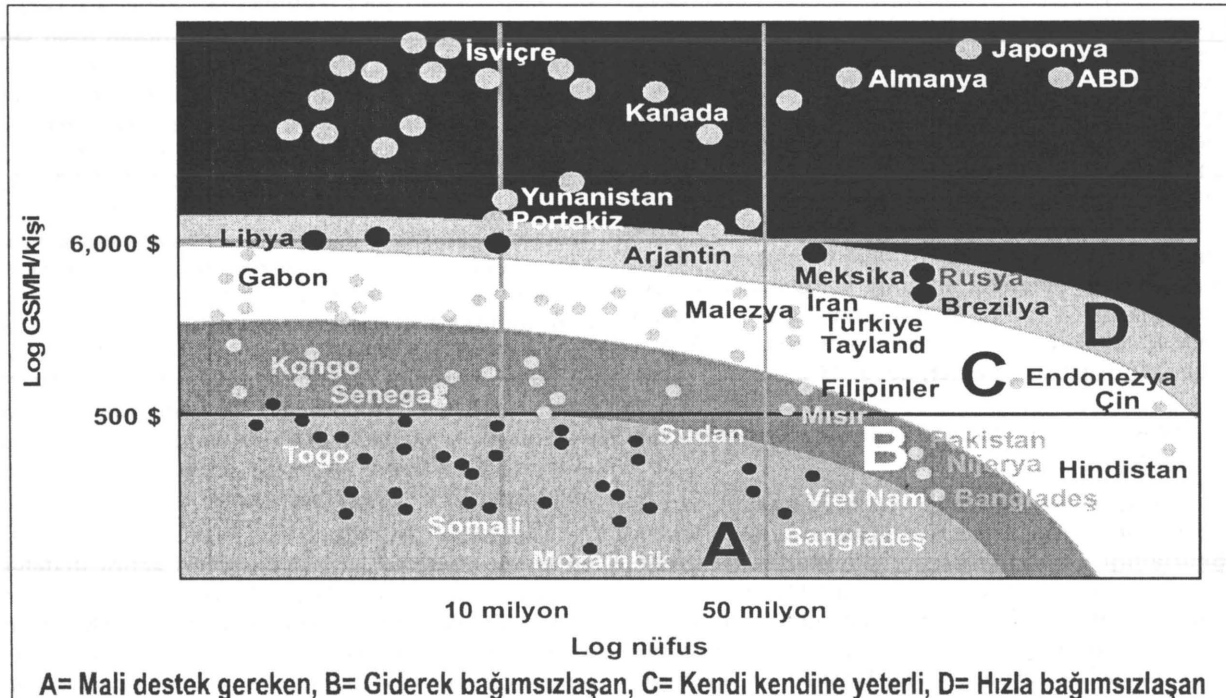 İsviçre
Japonya
Almanya
ABD
Kanada
Yunanistan
Portekiz
Log GSMH/kişi
6,000 $
Libya
Arjantin
Meksika
Rusya
Gabon
Malezya
İran
Brezilya
Türkiye
D
Tayland
Kongo
C
Endonezya
Senegal
Filipinler
Çin
500 $
Mısır
Togo
Sudan
B
Pakistan
Nijerya
Hindistan
Viet Nam
Bangladeş
Somali
A
Bangladeş
Mozambik
10 milyon
50 milyon
Log nüfus
A= Mali destek gereken, B= Giderek bağımsızlaşan, C= Kendi kendine yeterli, D= Hızla bağımsızlaşan